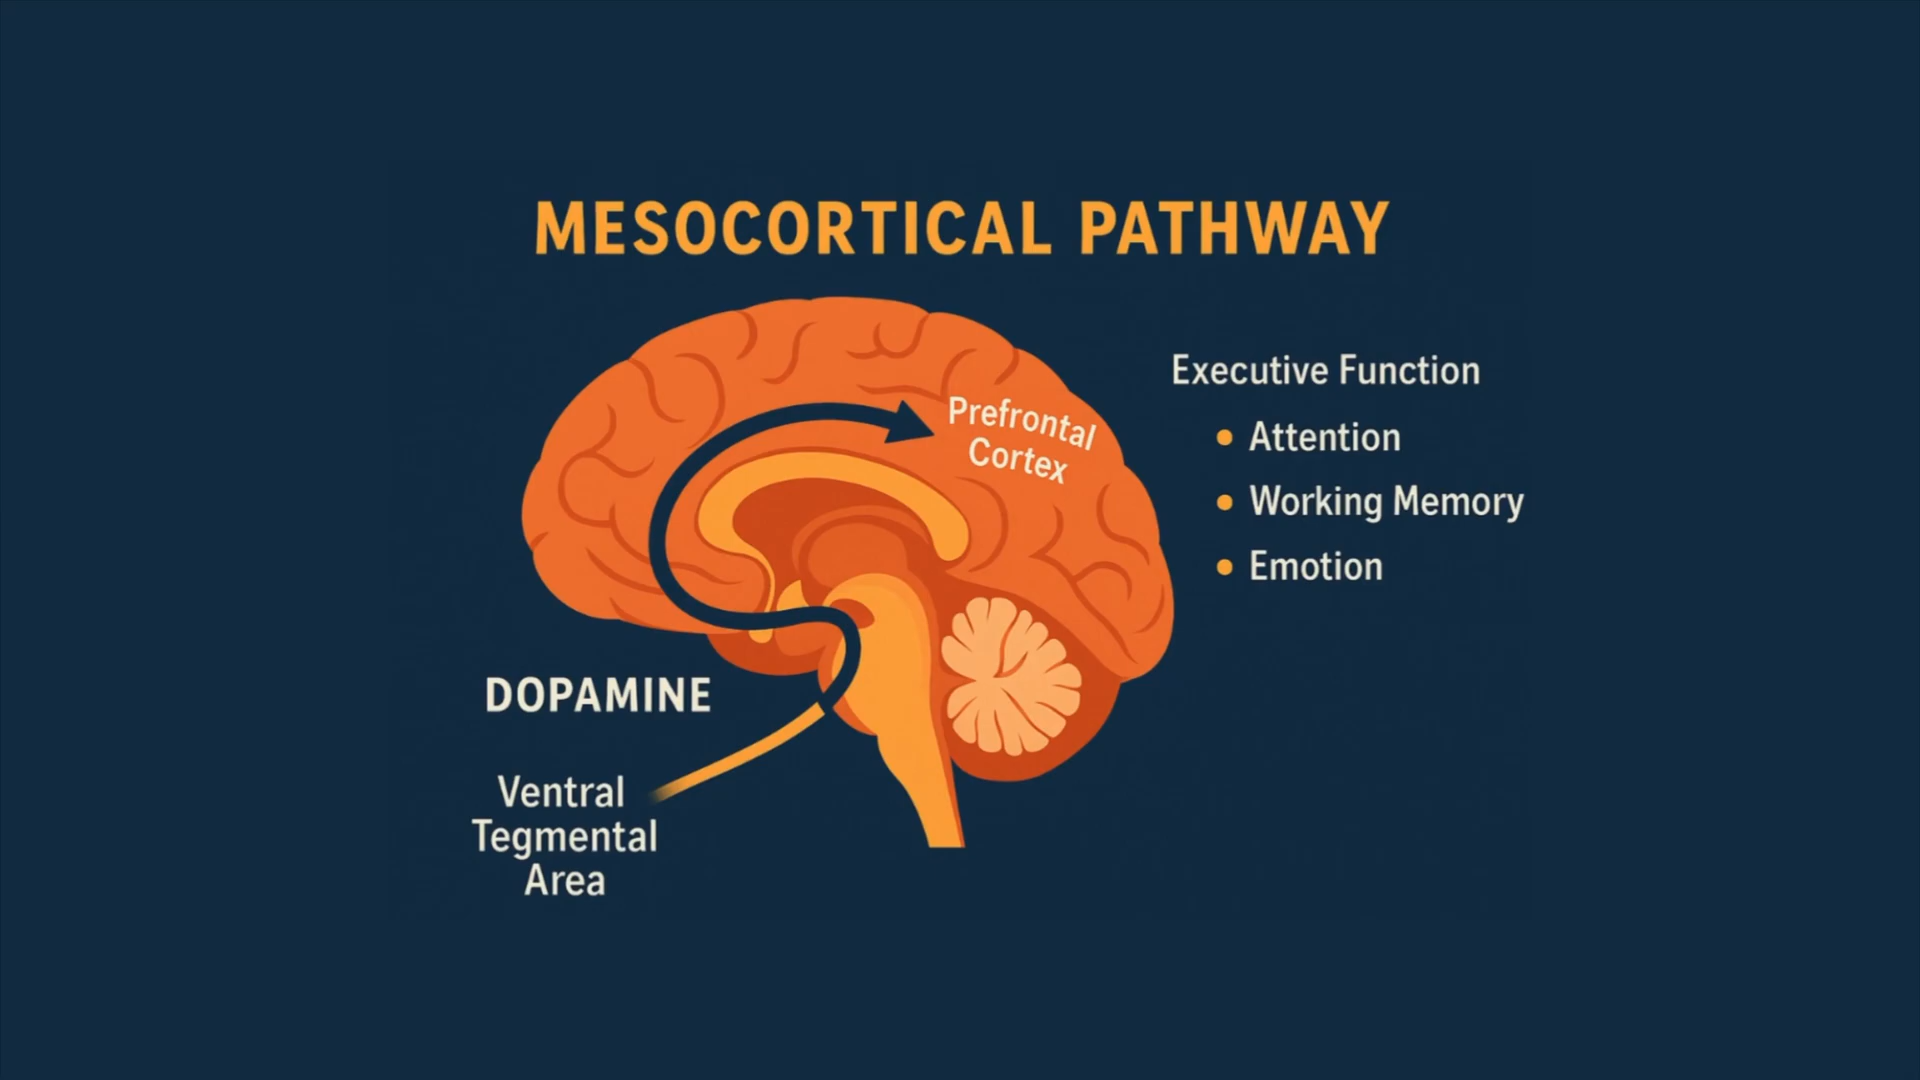 MESOCORTICAL PATHWAY
Prefrontal
Cortex
Executive Function
• Attention
• Working Memory
• Emotion
DOPAMINE
Ventral
Tegmental
Area